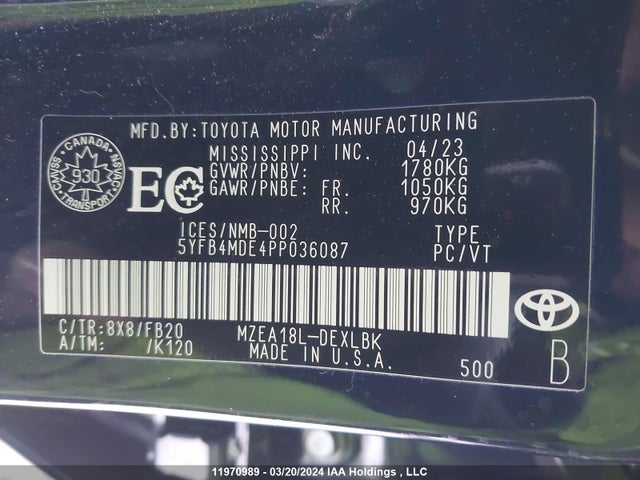 MFD.BY:TOYOTA MOTOR MANUFACTURING
MISSISSIPPI INC. 04/23
GVWR/PNBV: 1780KG
GAWR/PNBE: FR. 1050KG
RR. 970KG
CANADA
CMVSS NSVAC
930
TRANSPORT
EC
ICES/NMB-002 TYPE
5YFB4MDE4PP036087 PC/VT
C/TR:8X8/FB20 MZEA18L-DEXLBK
A/TM: /K120 MADE IN U.S.A.
500 B
11970989 - 03/20/2024 IAA Holdings , LLC